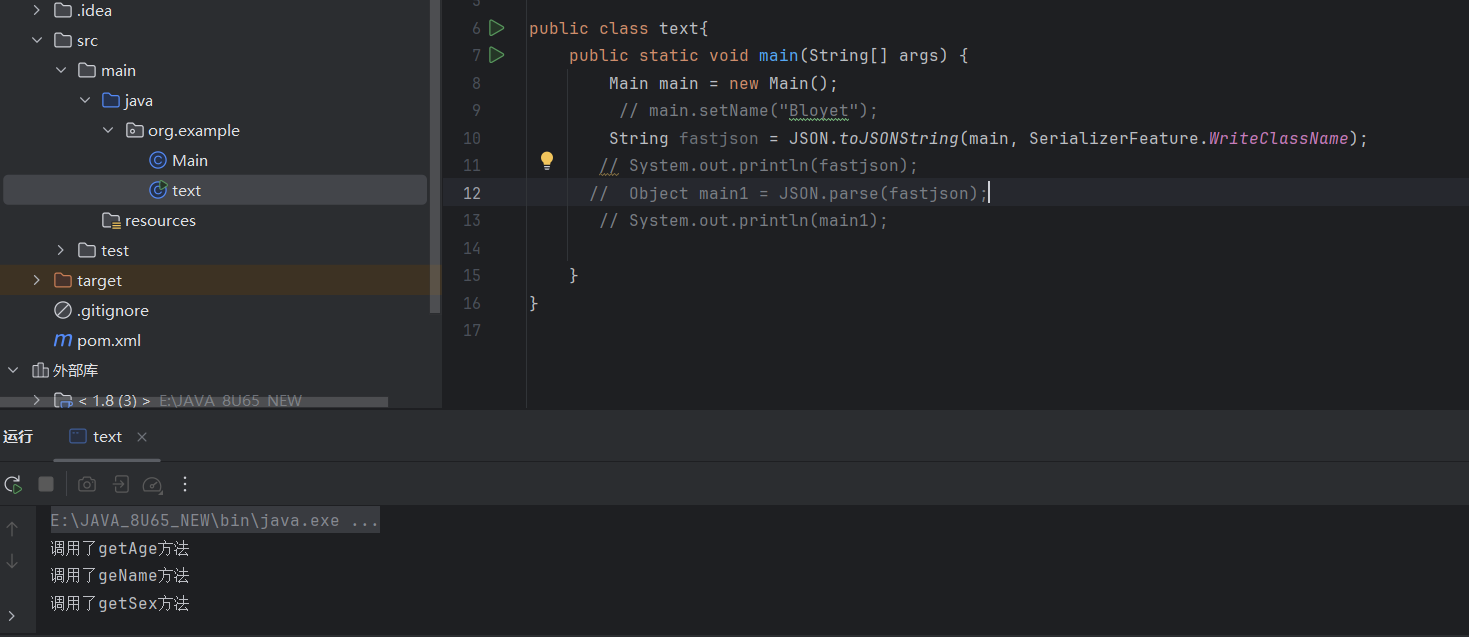 .idea
src
main
java
org.example
Main
text
resources
test
target
.gitignore
pom.xml
外部库
< 1.8 (3) > E:\JAVA_8U65_NEW
6 public class text{
7 public static void main(String[] args) {
8 Main main = new Main();
9 // main.setName("Bloyet");
10 String fastjson = JSON.toJSONString(main, SerializerFeature.WriteClassName);
11 // System.out.println(fastjson);
12 // Object main1 = JSON.parse(fastjson);
13 // System.out.println(main1);
14
15 }
16 }
17
运行 text
E:\JAVA_8U65_NEW\bin\java.exe ...
调用了getAge方法
调用了geName方法
调用了getSex方法